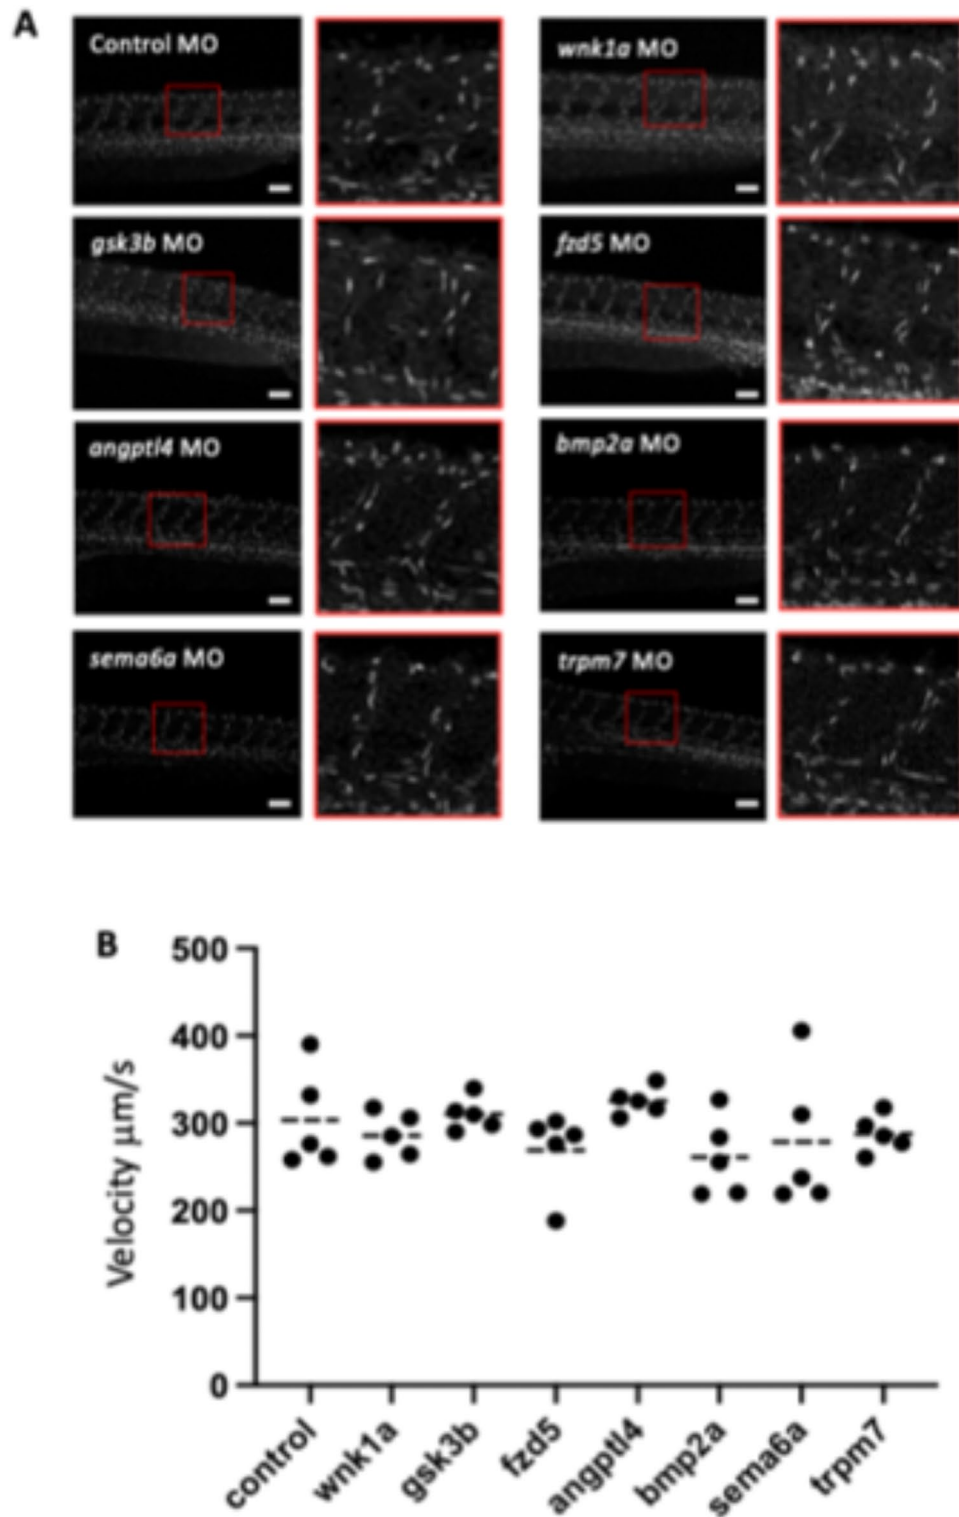 A
Control MO
wnk1a MO
gsk3b MO
fzd5 MO
angptl4 MO
bmp2a MO
sema6a MO
trpm7 MO
B
500
400
300
200
100
0
Velocity μm/s
control
wnk1a
gsk3b
fzd5
angptl4
bmp2a
sema6a
trpm7